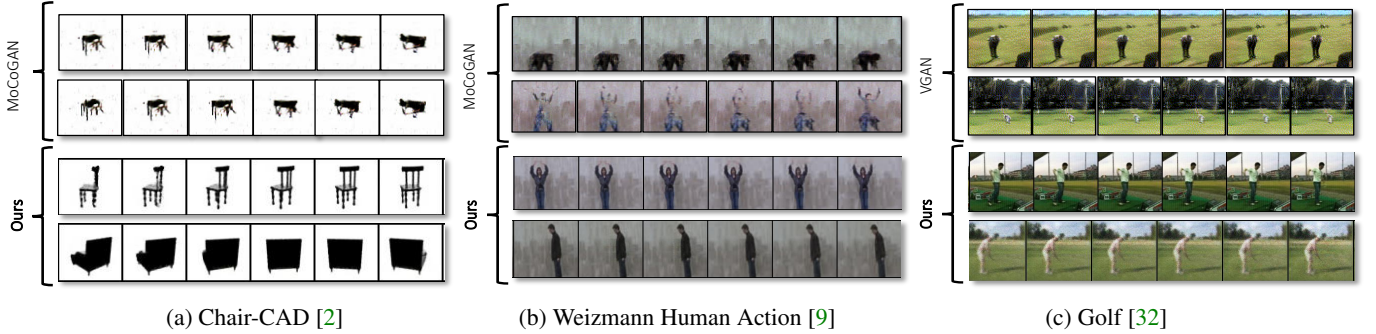 MoCoGAN
Ours
(a) Chair-CAD [2]
MoCoGAN
Ours
(b) Weizmann Human Action [9]
VGAN
Ours
(c) Golf [32]